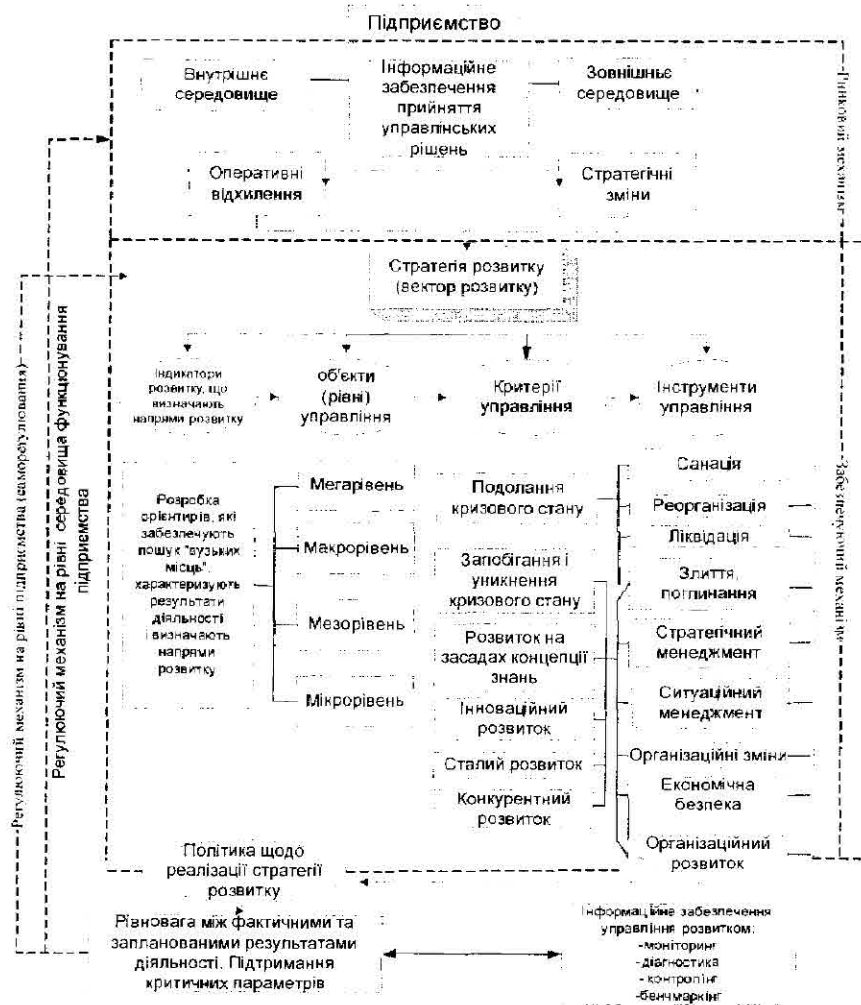 Підприємство
Внутрішнє
середовище
Інформаційне
забезпечення
прийняття
управлінських
рішень
Зовнішнье
середовище
Оперативні
відхилення
Стратегічні
зміни
Ринковий механізм
Стратегія розвитку
(вектор розвитку)
Індикатори
розвитку, що
визначають
напрями розвитку
об'єкти
(рівні)
управління
Критерії
управління
Інструменти
управління
Розробка
орієнтирів, які
забезпечують
пошук "вузьких
місць",
характеризують
результати
діяльності
і визначають
напрями
розвитку
Мегарівень
Макрорівень
Мезорівень
Мікрорівень
Подолання
кризового стану
Запобігання і
уникнення
кризового стану
Розвиток на
засадах концепції
знань
Інноваційний
розвиток
Сталий розвиток
Конкурентний
розвиток
Санація
Реорганізація
Ліквідація
Злиття,
поглинання
Стратегічний
менеджмент
Ситуаційний
менеджмент
Організаційні зміни
Економічна
безпека
Організаційний
розвиток
Забезпечуючий механізм
Регулюючий механізм на рівні підприємства (саморегулювання)
Регулюючий механізм на рівні середовища функціонування
підприємства
Політика щодо
реалізації стратегії
розвитку
Рівновага між фактичними та
запланованими результатами
діяльності. Підтримання
критичних параметрів
Інформаційне забезпечення
управління розвитком:
-моніторинг
-діагностика
-контролінг
-бенчмаркінг